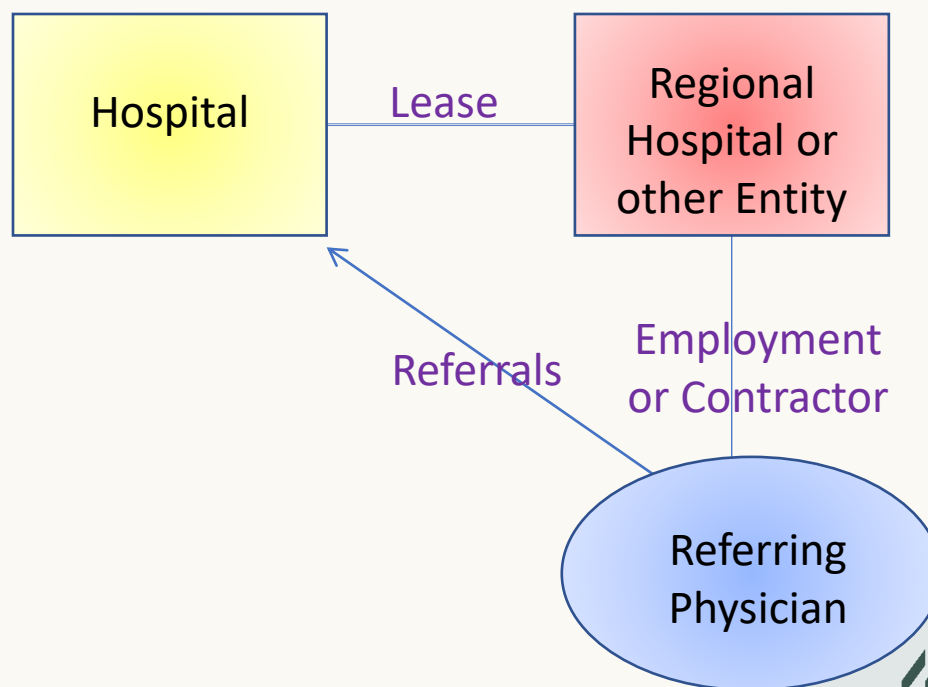 Hospital
Lease
Regional
Hospital or
other Entity
Referrals
Employment
or Contractor
Referring
Physician